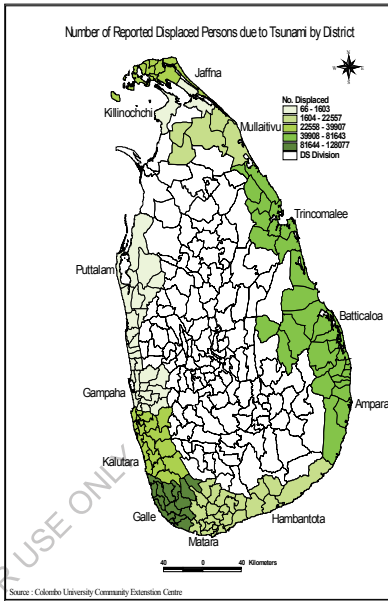 Number of Reported Displaced Persons due to Tsunami by District
Jaffna
Killinochchi
No. Displaced
66 - 1603
1604 - 22557
22558 - 39907
39908 - 81643
81644 - 128077
DS Division
Mullaitivu
Trincomalee
Puttalam
Batticaloa
Gampaha
Ampara
Kalutara
Galle
Hambantota
Matara
R USE ONLY
40 0 40 Kilometers
Source : Colombo University Community Extenstion Centre